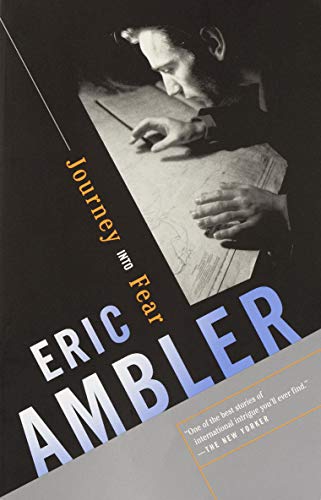 Journey INTO Fear
ERIC
AMBLER
"One of the best stories of
international intrigue you'll ever find."
—THE NEW YORKER